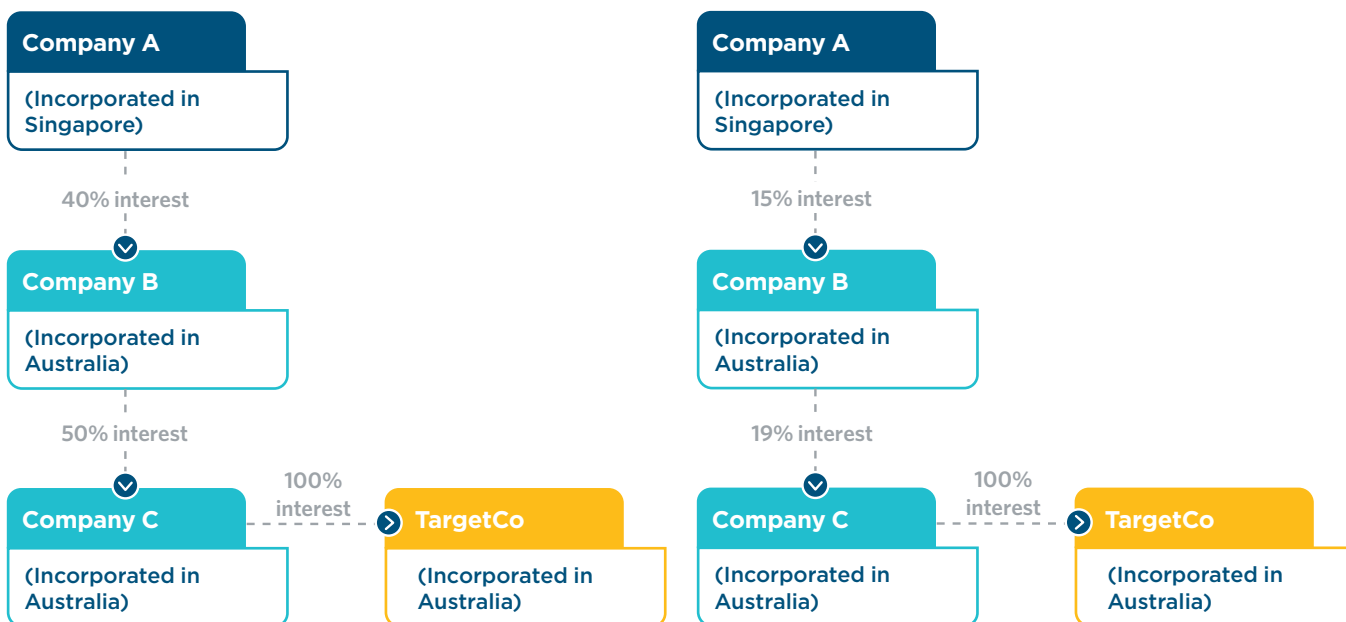 Company A
(Incorporated in
Singapore)
40% interest
Company B
(Incorporated in
Australia)
50% interest
Company C
(Incorporated in
Australia)
100%
interest
TargetCo
(Incorporated in
Australia)
Company A
(Incorporated in
Singapore)
15% interest
Company B
(Incorporated in
Australia)
19% interest
Company C
(Incorporated in
Australia)
100%
interest
TargetCo
(Incorporated in
Australia)